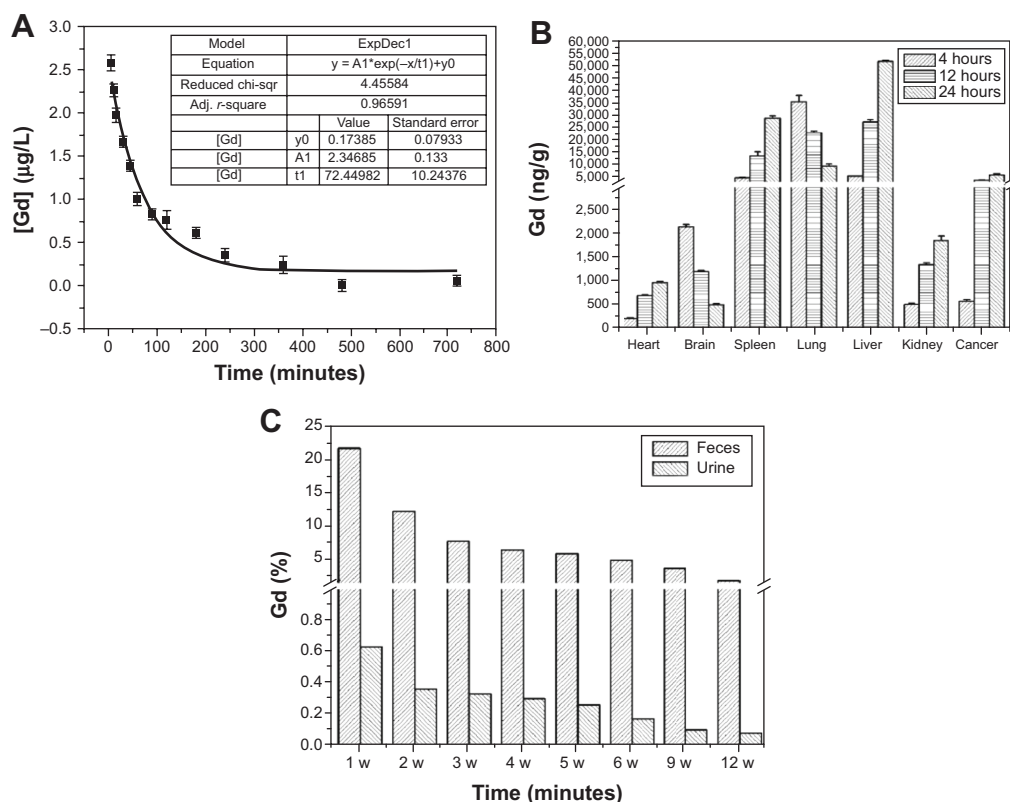 A
3.0
2.5
2.0
1.5
1.0
0.5
0.0
–0.5
[Gd] (µg/L)
0 100 200 300 400 500 600 700 800
Time (minutes)
Model ExpDec1
Equation y = A1*exp(–x/t1)+y0
Reduced chi-sqr 4.45584
Adj. r-square 0.96591
Value Standard error
[Gd] y0 0.17385 0.07933
[Gd] A1 2.34685 0.133
[Gd] t1 72.44982 10.24376
B
60,000
55,000
50,000
45,000
40,000
35,000
30,000
25,000
20,000
15,000
10,000
5,000
2,500
2,000
1,500
1,000
500
0
Gd (ng/g)
4 hours
12 hours
24 hours
Heart Brain Spleen Lung Liver Kidney Cancer
C
25
20
15
10
5
0.8
0.6
0.4
0.2
0.0
Gd (%)
Feces
Urine
1 w 2 w 3 w 4 w 5 w 6 w 9 w 12 w
Time (minutes)